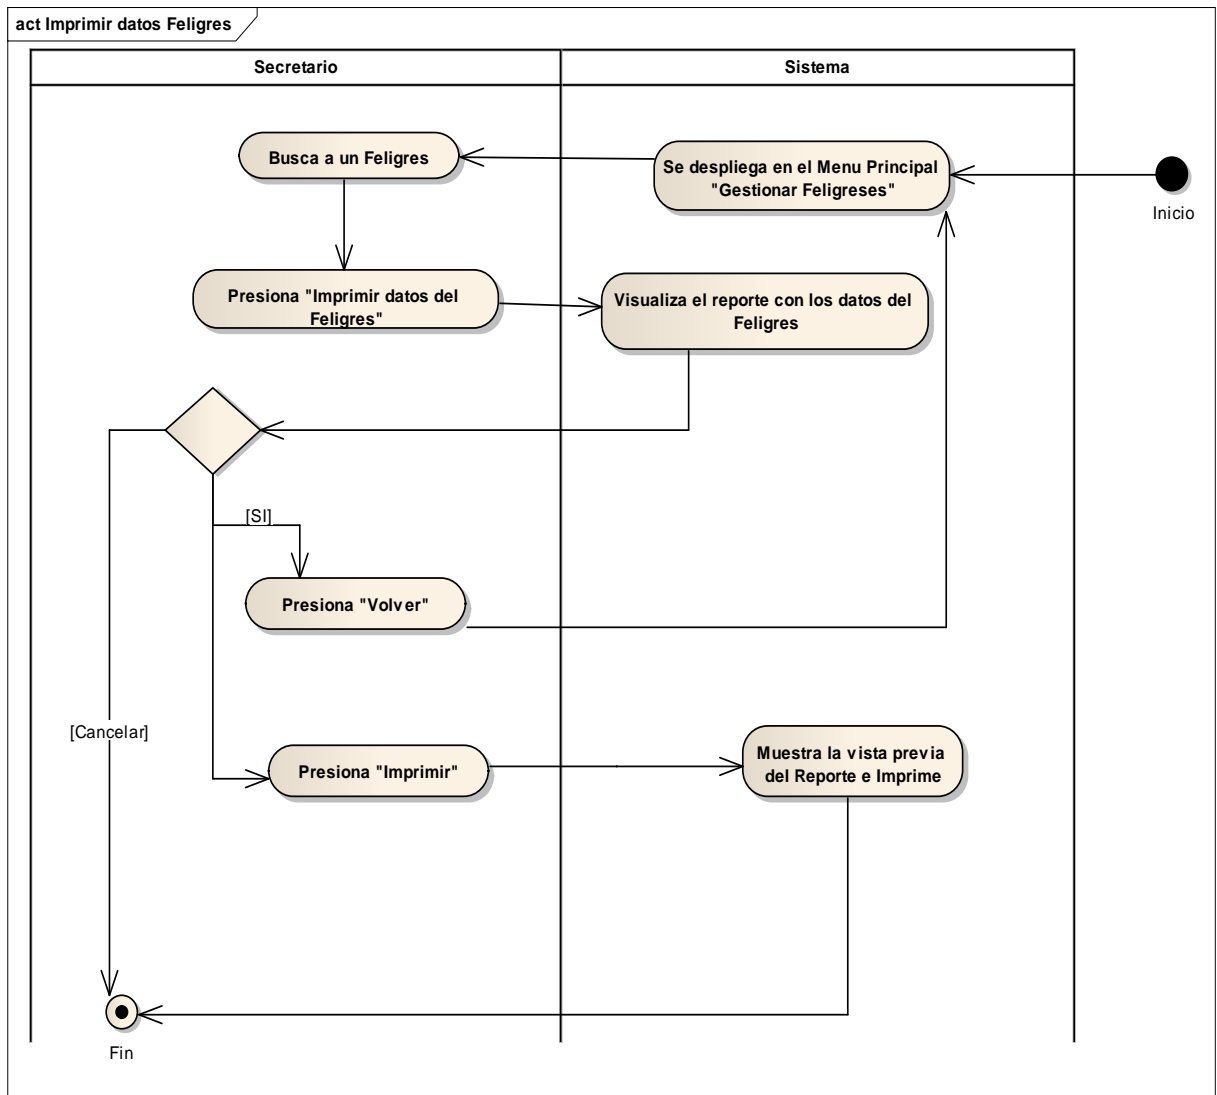 act Imprimir datos Feligres
Secretario
Sistema
Busca a un Feligres
Se despliega en el Menu Principal
"Gestionar Feligreses"
Inicio
Presiona "Imprimir datos del
Feligres"
Visualiza el reporte con los datos del
Feligres
[SI]
Presiona "Volver"
[Cancelar]
Presiona "Imprimir"
Muestra la vista previa
del Reporte e Imprime
Fin